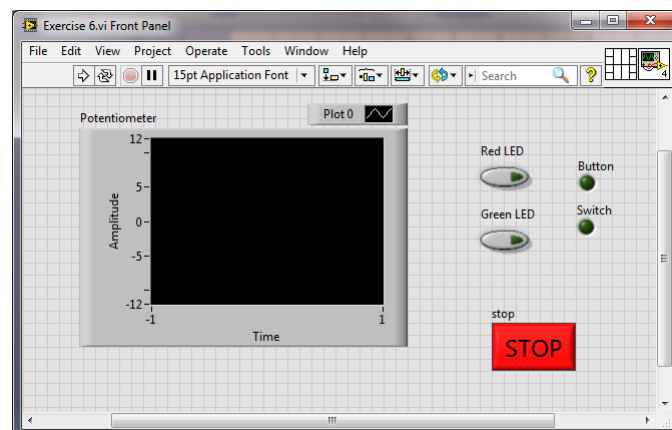 Exercise 6.vi Front Panel
File Edit View Project Operate Tools Window Help
15pt Application Font
Search
?
4
Potentiometer
Plot 0
12-
5-
0-
-5-
-12-
-1
1
Amplitude
Time
Red LED
Button
Green LED
Switch
stop
STOP